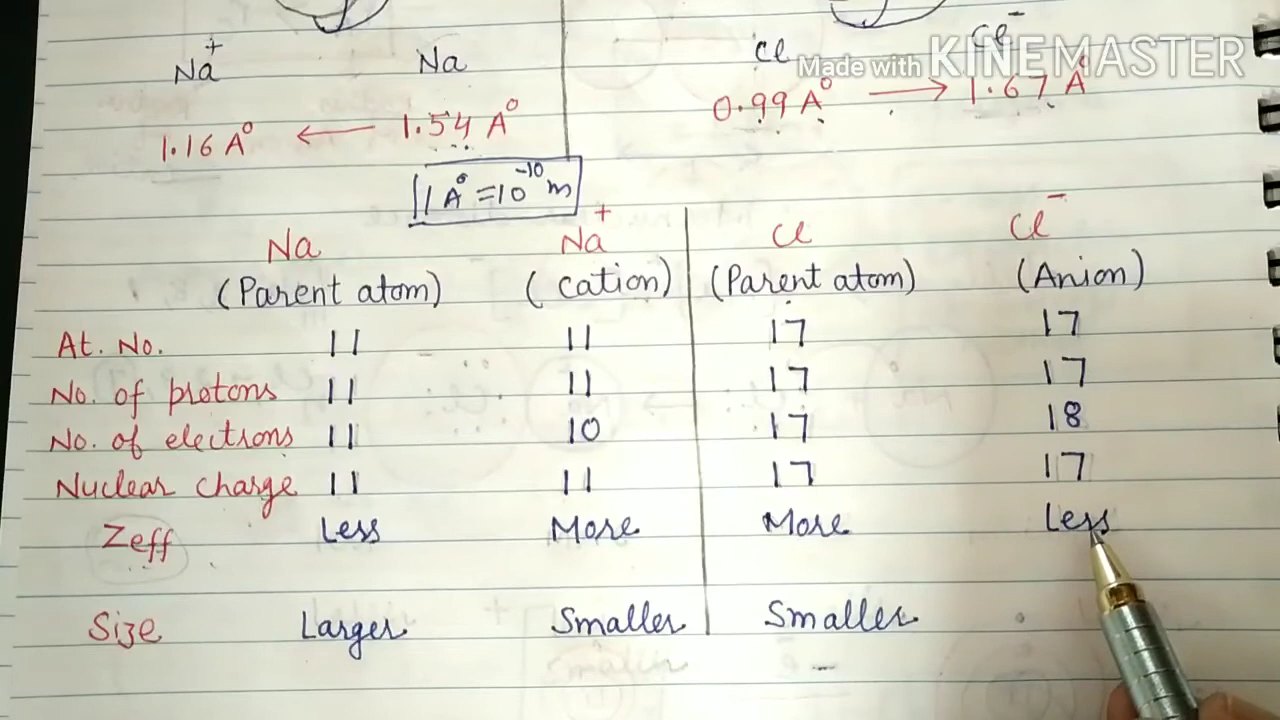 Na+ Na Cl Cl-
Made with KINEMASTER
1.16 A° ← 1.54 A° 0.99 A° → 1.67 A°
1 A° = 10-10 m
Na Na+ Cl Cl-
(Parent atom) (cation) (Parent atom) (Anion)
At. No. 11 11 17 17
No. of protons 11 11 17 17
No. of electrons 11 10 17 18
Nuclear charge 11 11 17 17
Zeff Less More More Less
Size Larger Smaller Smaller